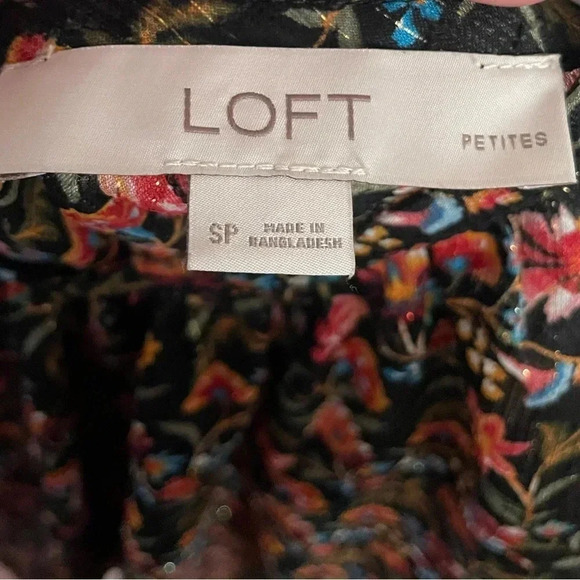 LOFT
PETITES
SP
MADE IN
BANGLADESH